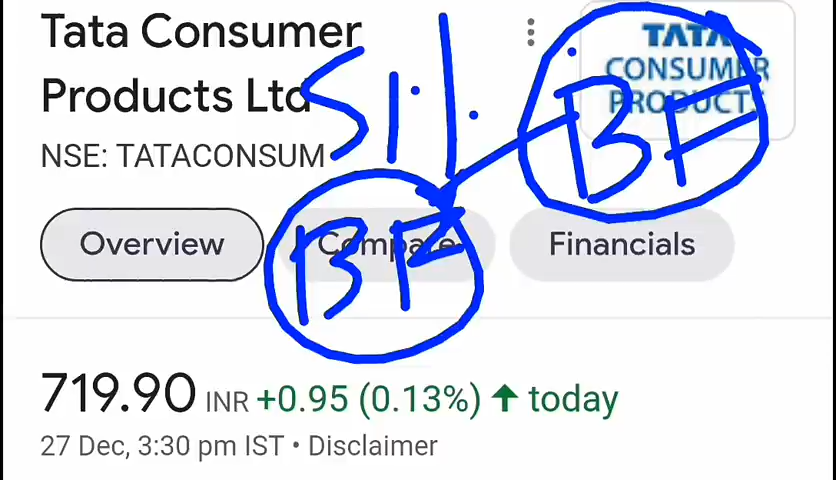 Tata Consumer
Products Ltd
TATA
CONSUMER
PRODUCTS
51%
BF
NSE: TATACONSUM
BF
Overview
Compare
Financials
719.90 INR +0.95 (0.13%) ↑ today
27 Dec, 3:30 pm IST • Disclaimer